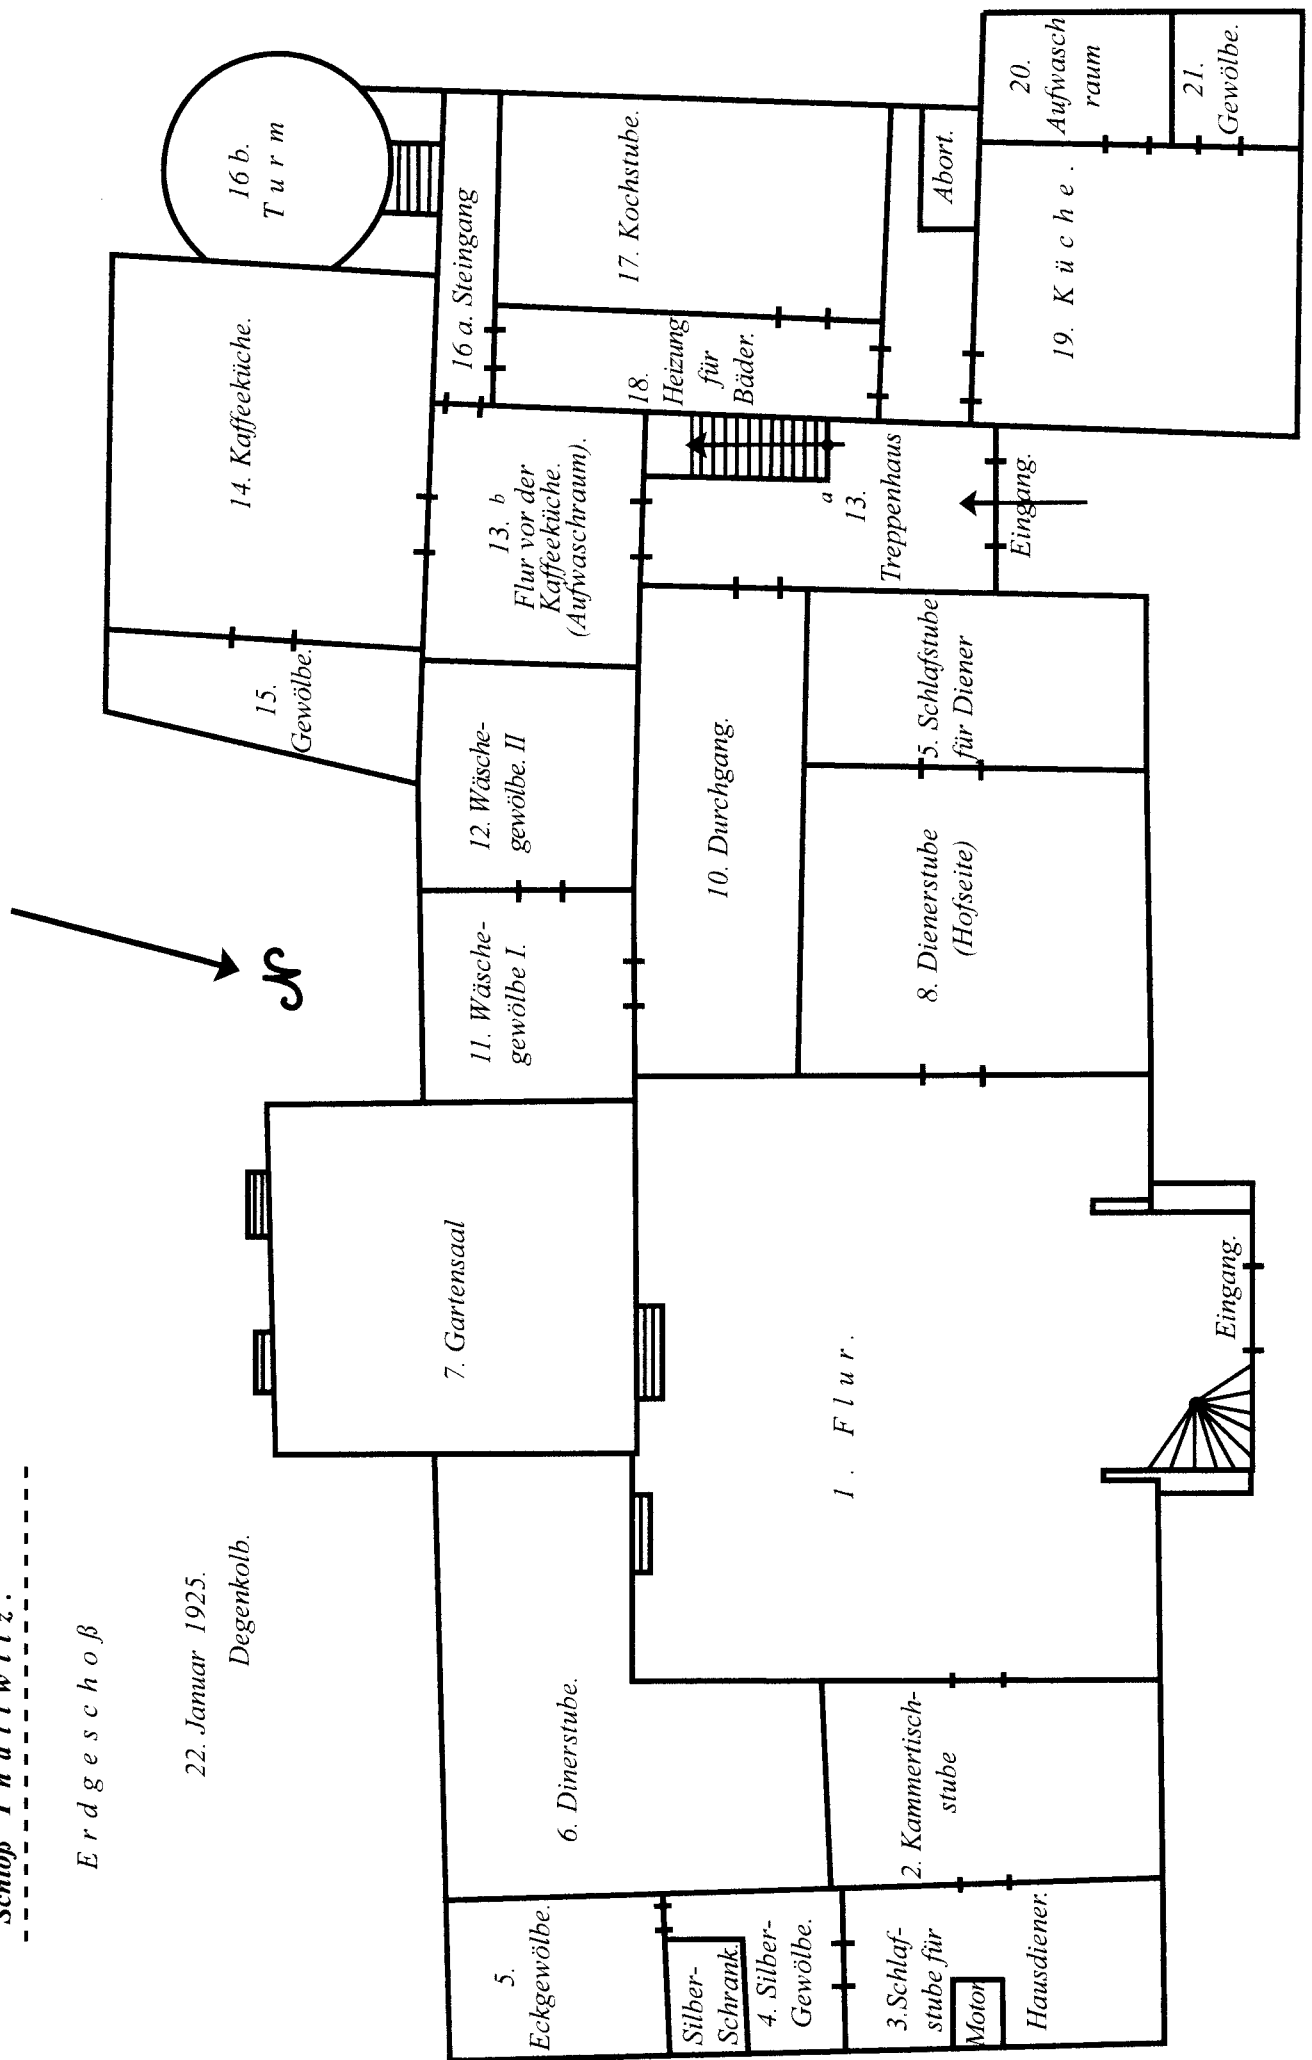 Schloß Thallwitz.
Erdgeschoß
22. Januar 1925.
Degenkolb.
N
5.
Eckgewölbe.
Silber-
Schrank.
4. Silber-
Gewölbe.
3. Schlaf-
stube für
Motor
Hausdiener.
6. Dinerstube.
2. Kammertisch-
stube
7. Gartensaal
1. Flur.
Eingang.
11. Wäsche-
gewölbe I.
12. Wäsche-
gewölbe. II
10. Durchgang.
8. Dienerstube
(Hofseite)
5. Schlafstube
für Diener
15.
Gewölbe.
14. Kaffeeküche.
13. b
Flur vor der
Kaffeeküche.
(Aufwaschraum).
a
13.
Treppenhaus
Eingang.
16 b.
Turm
16 a. Steingang
18.
Heizung
für
Bäder.
17. Kochstube.
Abort.
19. Küche.
20.
Aufwasch
raum
21.
Gewölbe.